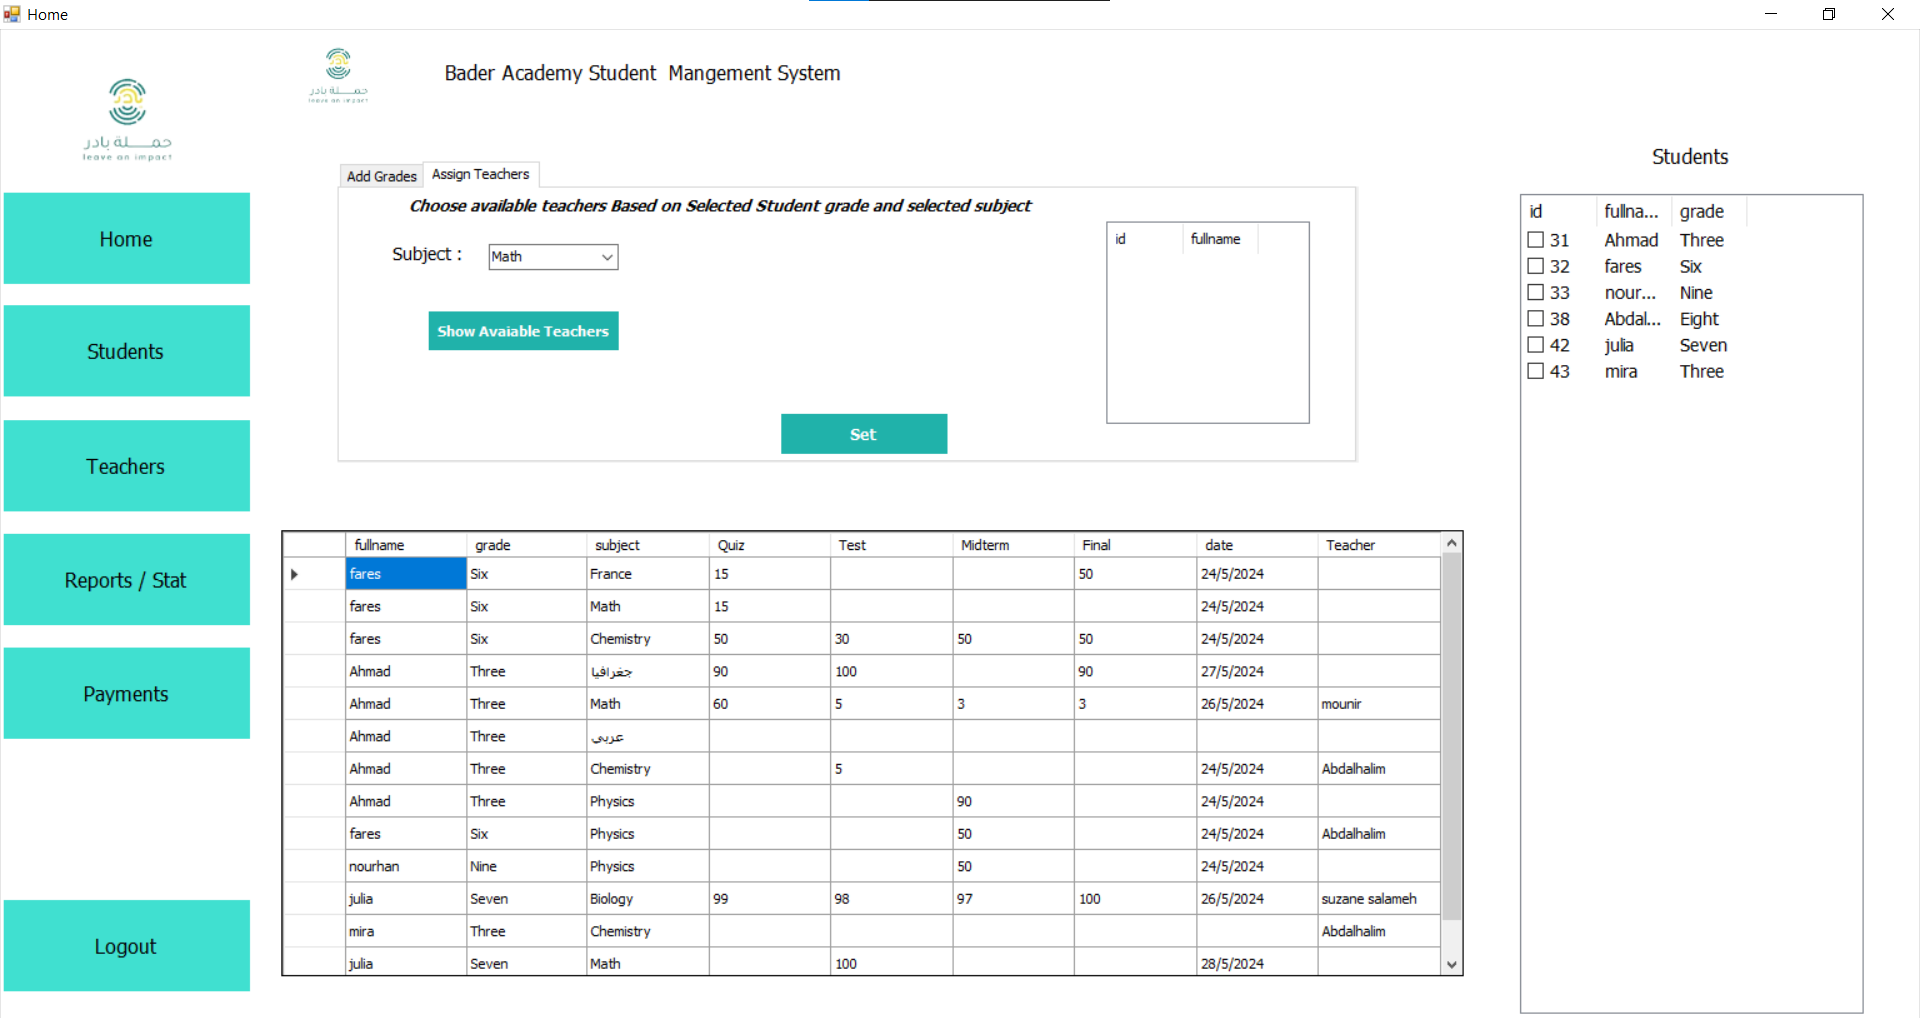 Home
حملة بادر
leave an impact
Home
Students
Teachers
Reports / Stat
Payments
Logout
حملة بادر
leave an impact
Bader Academy Student  Mangement System
Add Grades Assign Teachers
Choose available teachers Based on Selected Student grade and selected subject
Subject : Math
Show Avaiable Teachers
id fullname
Set
fullname grade subject Quiz Test Midterm Final date Teacher
fares Six France 15 50 24/5/2024
fares Six Math 15 24/5/2024
fares Six Chemistry 50 30 50 50 24/5/2024
Ahmad Three جغرافيا 90 100 90 27/5/2024
Ahmad Three Math 60 5 3 3 26/5/2024 mounir
Ahmad Three عربي
Ahmad Three Chemistry 5 24/5/2024 Abdalhalim
Ahmad Three Physics 90 24/5/2024
fares Six Physics 50 24/5/2024 Abdalhalim
nourhan Nine Physics 50 24/5/2024
julia Seven Biology 99 98 97 100 26/5/2024 suzane salameh
mira Three Chemistry Abdalhalim
julia Seven Math 100 28/5/2024
Students
id fullna... grade
31 Ahmad Three
32 fares Six
33 nour... Nine
38 Abdal... Eight
42 julia Seven
43 mira Three